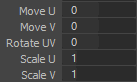 Move U 0
Move V 0
Rotate UV 0
Scale U 1
Scale V 1